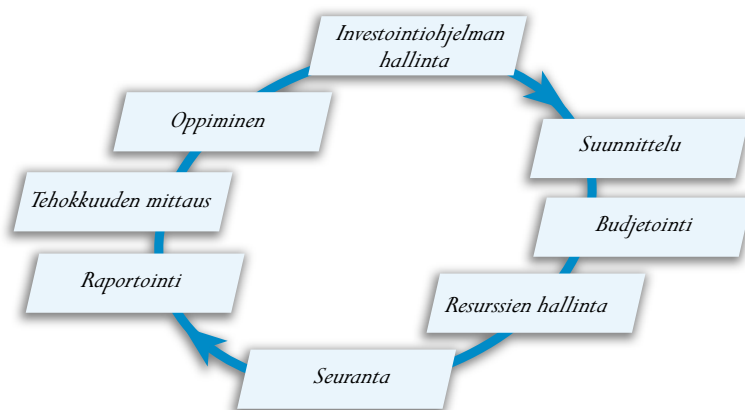 Investointiohjelman
hallinta
Suunnittelu
Budjetointi
Resurssien hallinta
Seuranta
Raportointi
Tehokkuuden mittaus
Oppiminen